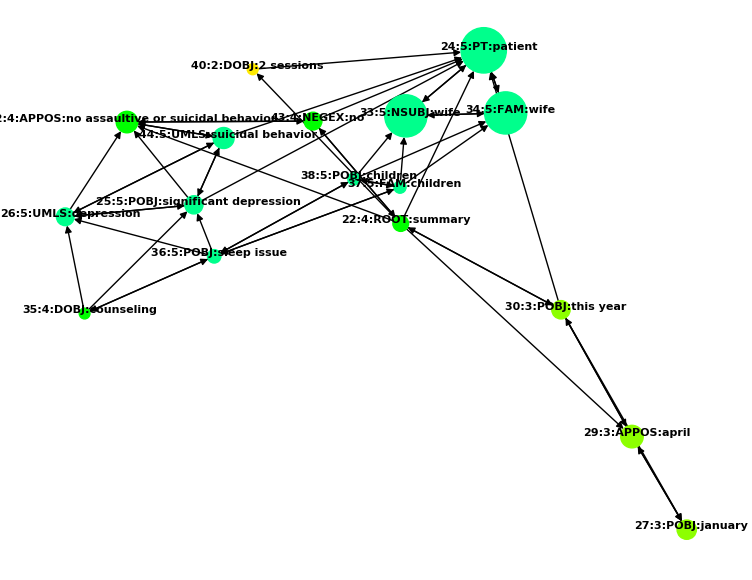 24:5:PT:patient
40:2:DOBJ:2 sessions
33:5:NSUBJ:wife
34:5:FAM:wife
2:4:APPOS:no assaultive or suicidal behavior
43:4:NEGEX:no
44:5:UMLS:suicidal behavior
38:5:POBJ:children
37:5:FAM:children
25:5:POBJ:significant depression
26:5:UMLS:depression
22:4:ROOT:summary
36:5:POBJ:sleep issue
35:4:DOBJ:counseling
30:3:POBJ:this year
29:3:APPOS:april
27:3:POBJ:january